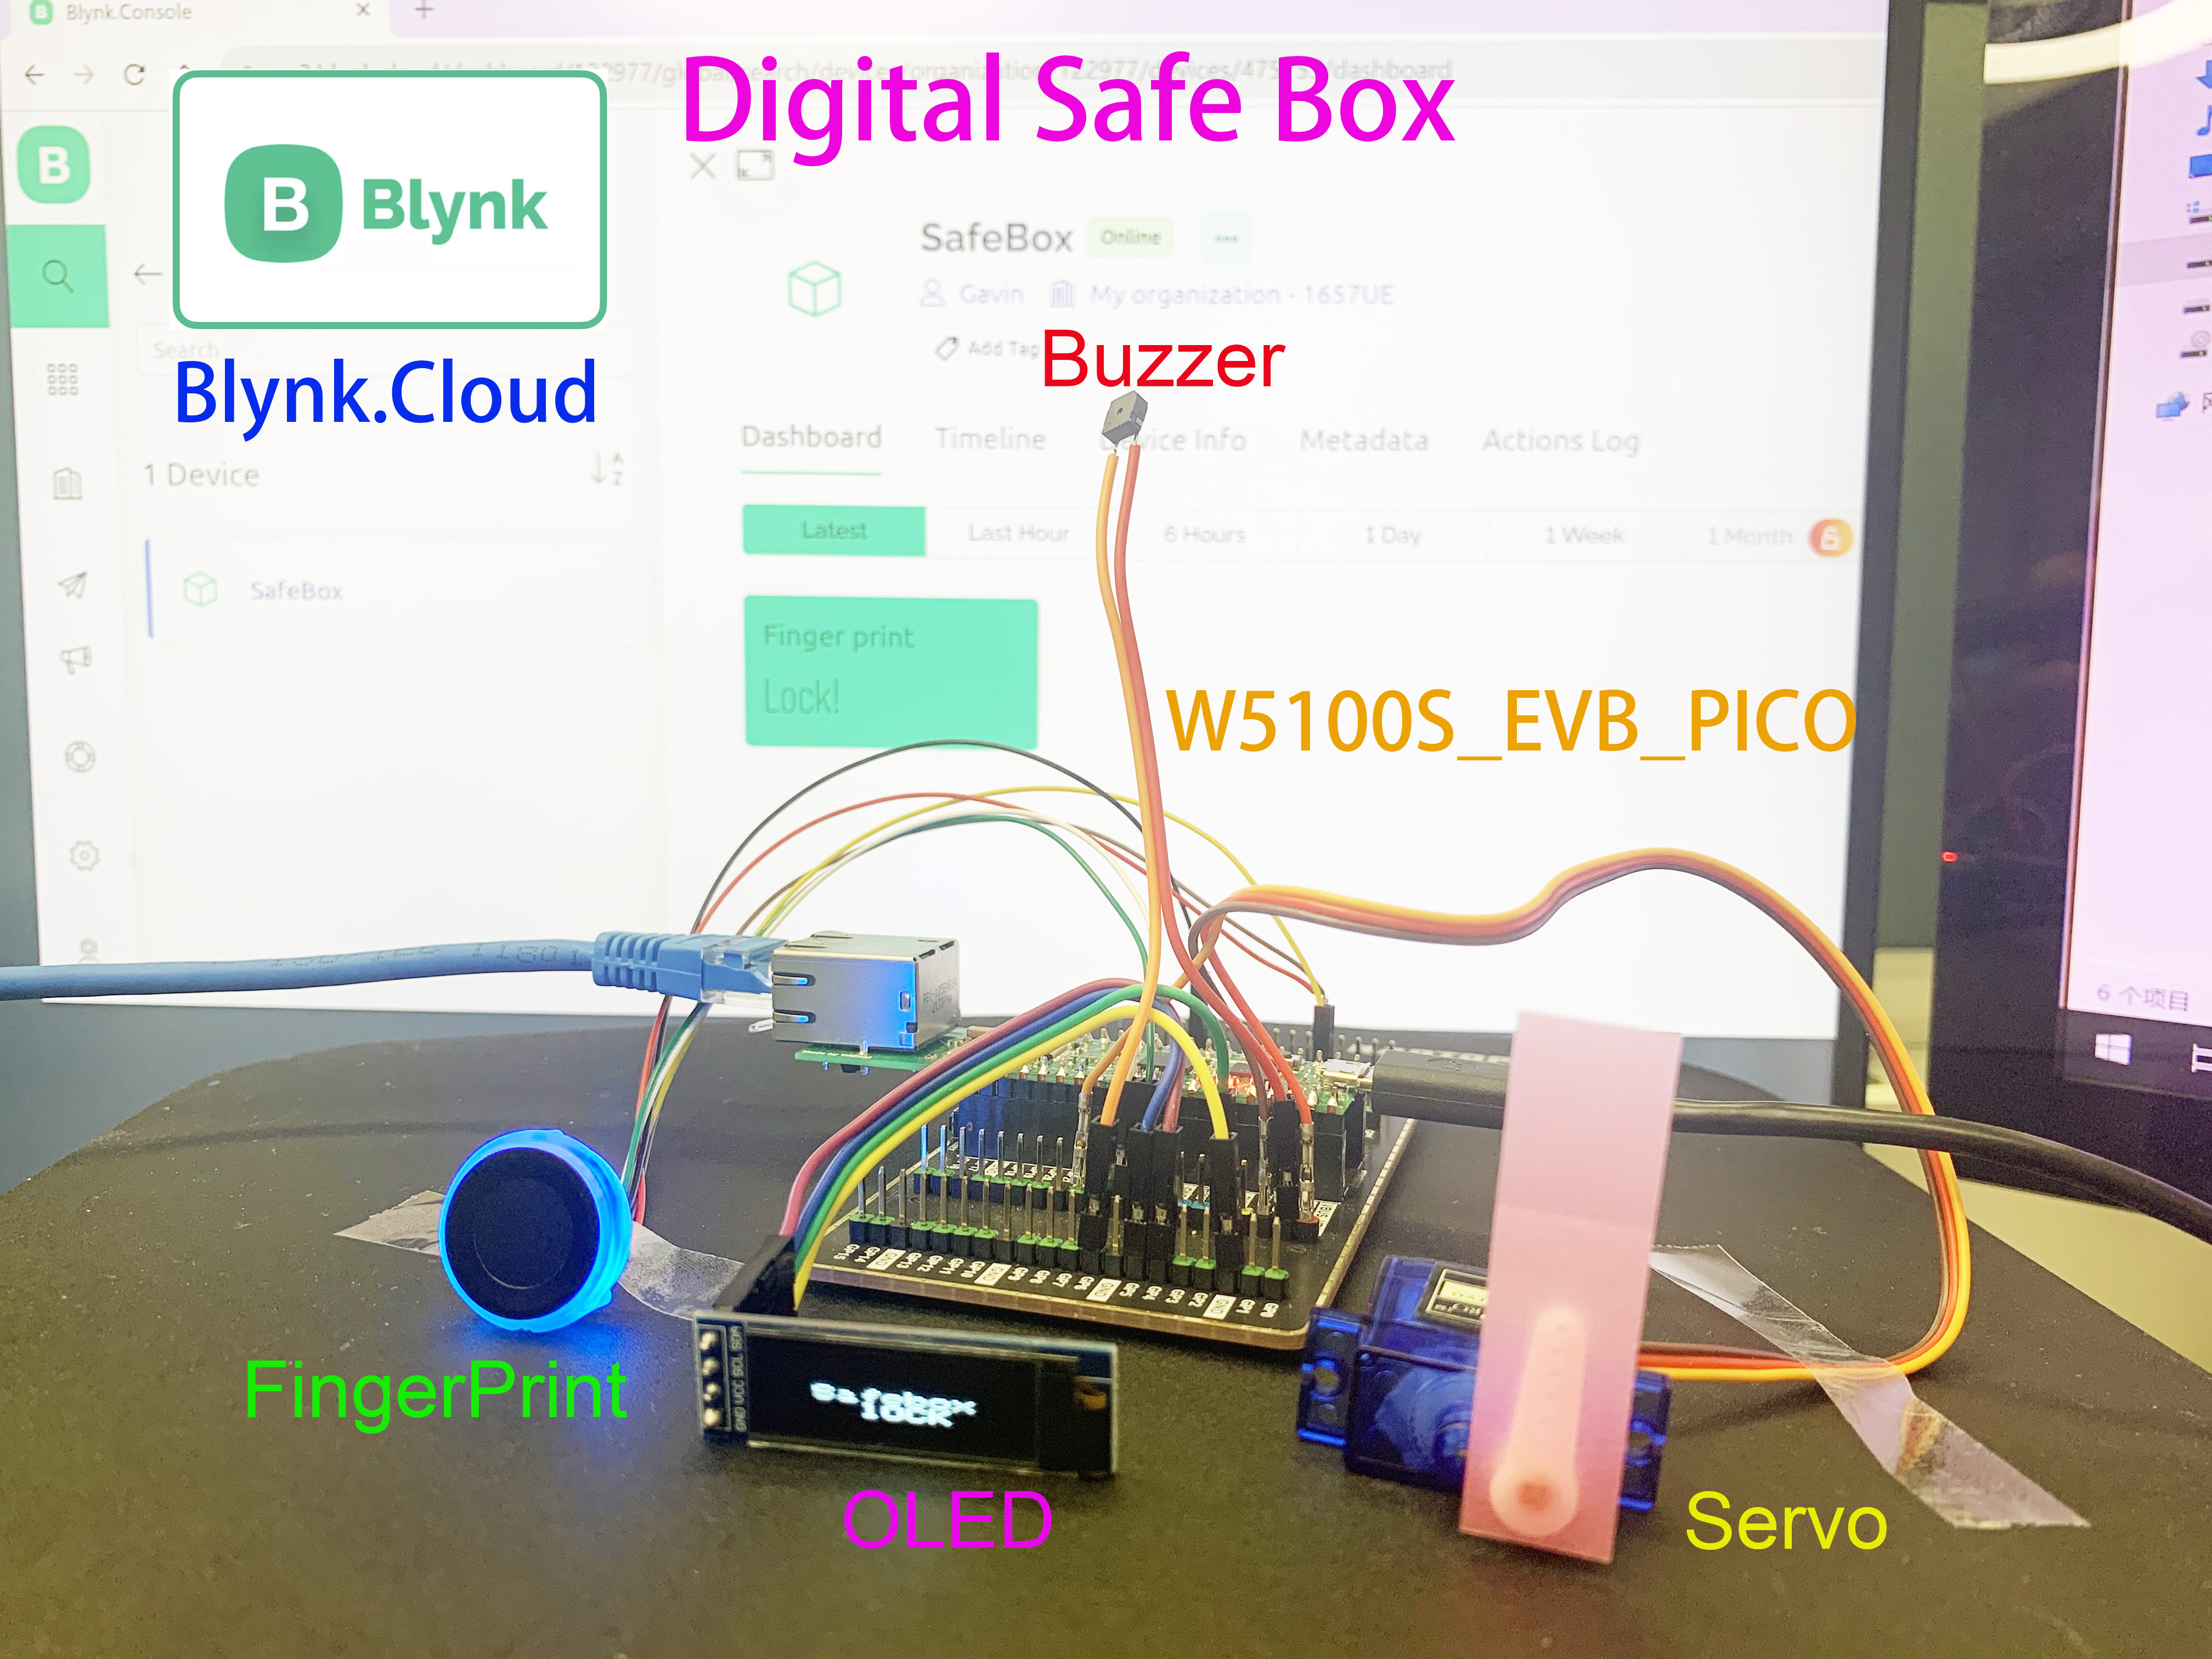 Blynk.Console
Digital Safe Box
B
B Blynk
SafeBox
Online
Gavin
My organization - 1657UE
Search
Add Tag
Buzzer
Blynk.Cloud
Dashboard
Timeline
Device Info
Metadata
Actions Log
1 Device
Latest
Last Hour
6 Hours
1 Day
1 Week
1 Month
SafeBox
Finger print
Lock!
W5100S_EVB_PICO
6 个项目
GND VCC SCL SDA
Safebox
lock
FingerPrint
OLED
Servo